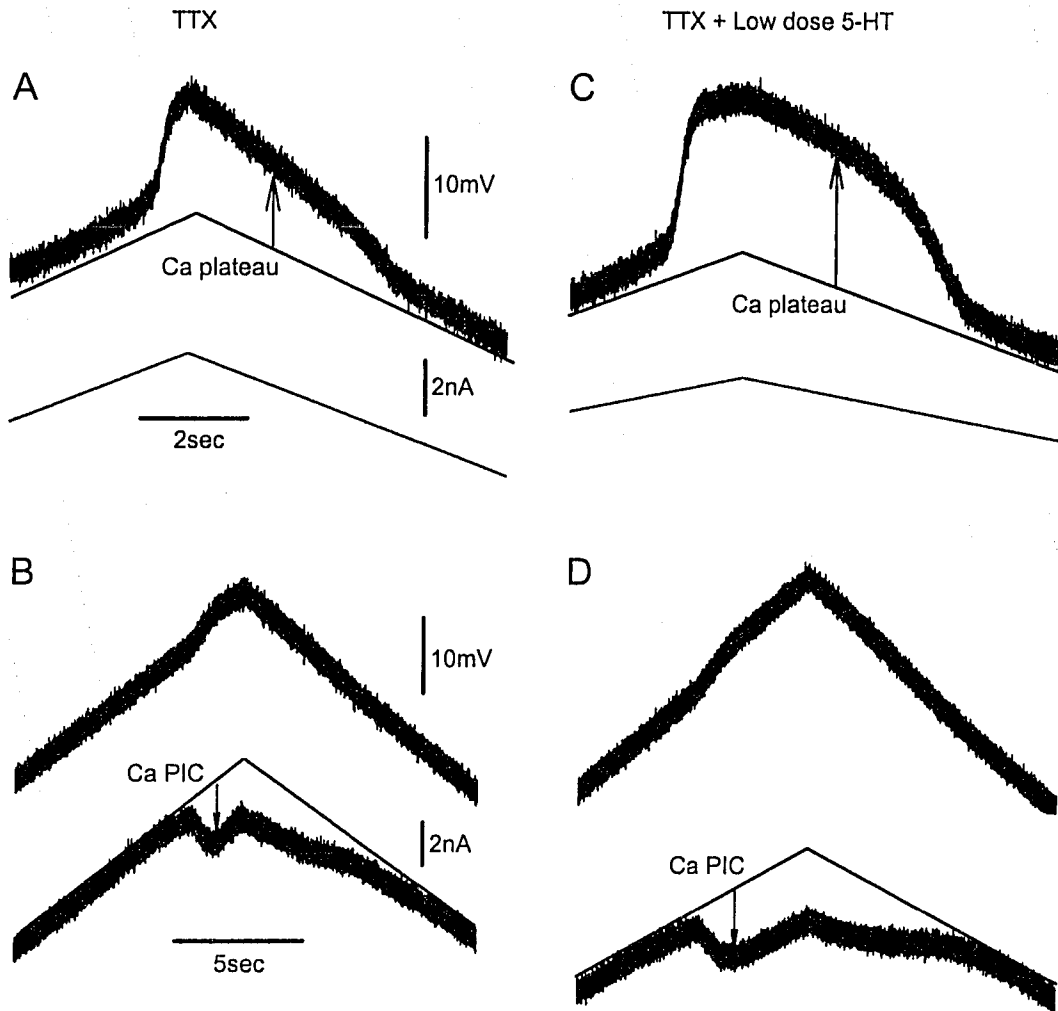 TTX
TTX + Low dose 5-HT
A
C
10mV
Ca plateau
Ca plateau
2nA
2sec
B
D
10mV
Ca PIC
2nA
Ca PIC
5sec